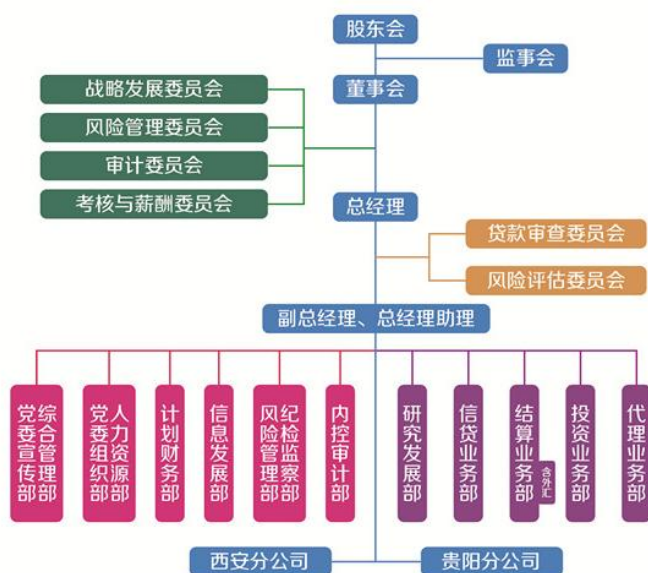 股东会
监事会
董事会
战略发展委员会
风险管理委员会
审计委员会
考核与薪酬委员会
总经理
贷款审查委员会
风险评估委员会
副总经理、总经理助理
综合管理部
党委宣传部
人力资源部
党委组织部
计划财务部
信息发展部
纪检监察部
风险管理部
内控审计部
研究发展部
信贷业务部
结算业务部
含外汇
投资业务部
代理业务部
西安分公司
贵阳分公司